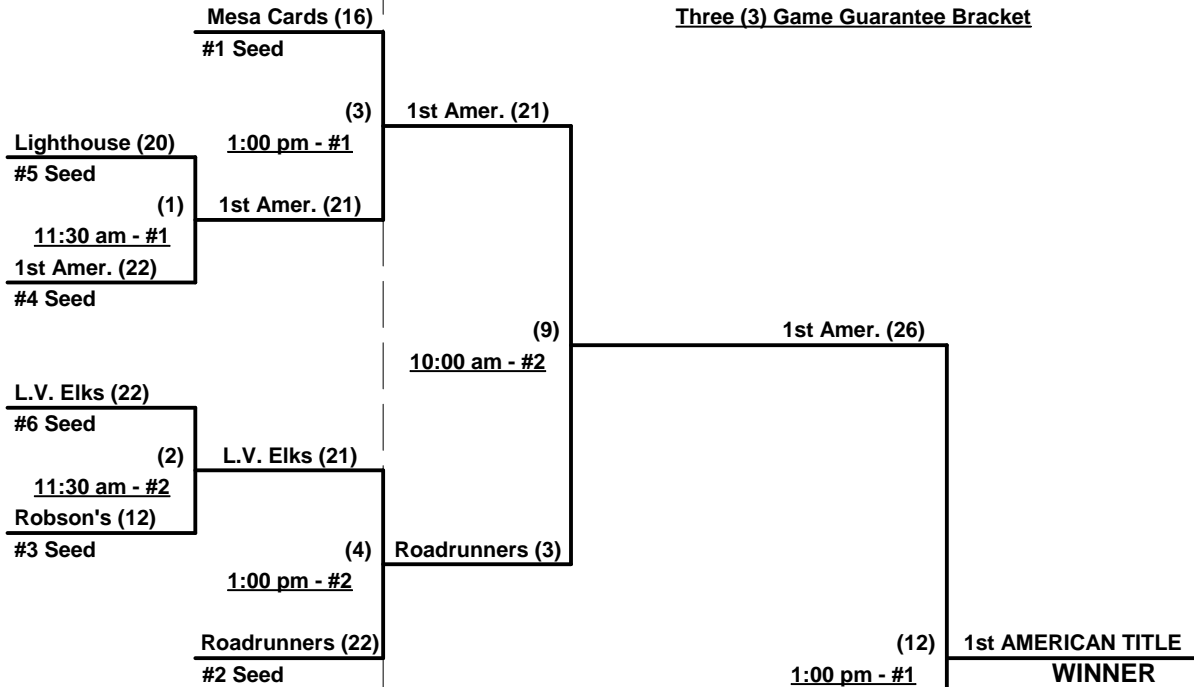 Mesa Cards (16)
Three (3) Game Guarantee Bracket
#1 Seed
(3)
1st Amer. (21)
Lighthouse (20)
1:00 pm - #1
#5 Seed
(1)
1st Amer. (21)
11:30 am - #1
1st Amer. (22)
#4 Seed
(9)
1st Amer. (26)
10:00 am - #2
L.V. Elks (22)
#6 Seed
(2)
L.V. Elks (21)
11:30 am - #2
Robson's (12)
#3 Seed
(4)
Roadrunners (3)
1:00 pm - #2
Roadrunners (22)
(12)
1st AMERICAN TITLE
#2 Seed
1:00 pm - #1
WINNER